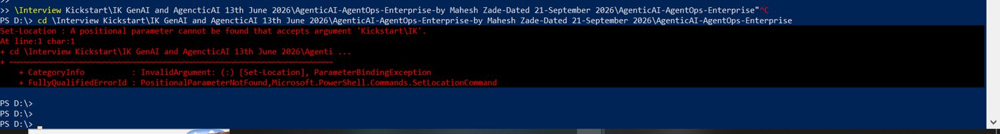 >> \Interview Kickstart\IK GenAI and AgencticAI 13th June 2026\AgenticAI-AgentOps-Enterprise-by Mahesh Zade-Dated 21-September 2026\AgenticAI-AgentOps-Enterprise"^C
PS D:\> cd \Interview Kickstart\IK GenAI and AgencticAI 13th June 2026\AgenticAI-AgentOps-Enterprise-by Mahesh Zade-Dated 21-September 2026\AgenticAI-AgentOps-Enterprise
Set-Location : A positional parameter cannot be found that accepts argument 'Kickstart\IK'.
At line:1 char:1
+ cd \Interview Kickstart\IK GenAI and AgencticAI 13th June 2026\Agenti ...
+ ~~~~~~~~~~~~~~~~~~~~~~~~~~~~~~~~~~~~~~~~~~~~~~~~~~~~~~~~~~~~~~~~~~~~~
    + CategoryInfo          : InvalidArgument: (:) [Set-Location], ParameterBindingException
    + FullyQualifiedErrorId : PositionalParameterNotFound,Microsoft.PowerShell.Commands.SetLocationCommand
PS D:\>
PS D:\>
PS D:\>